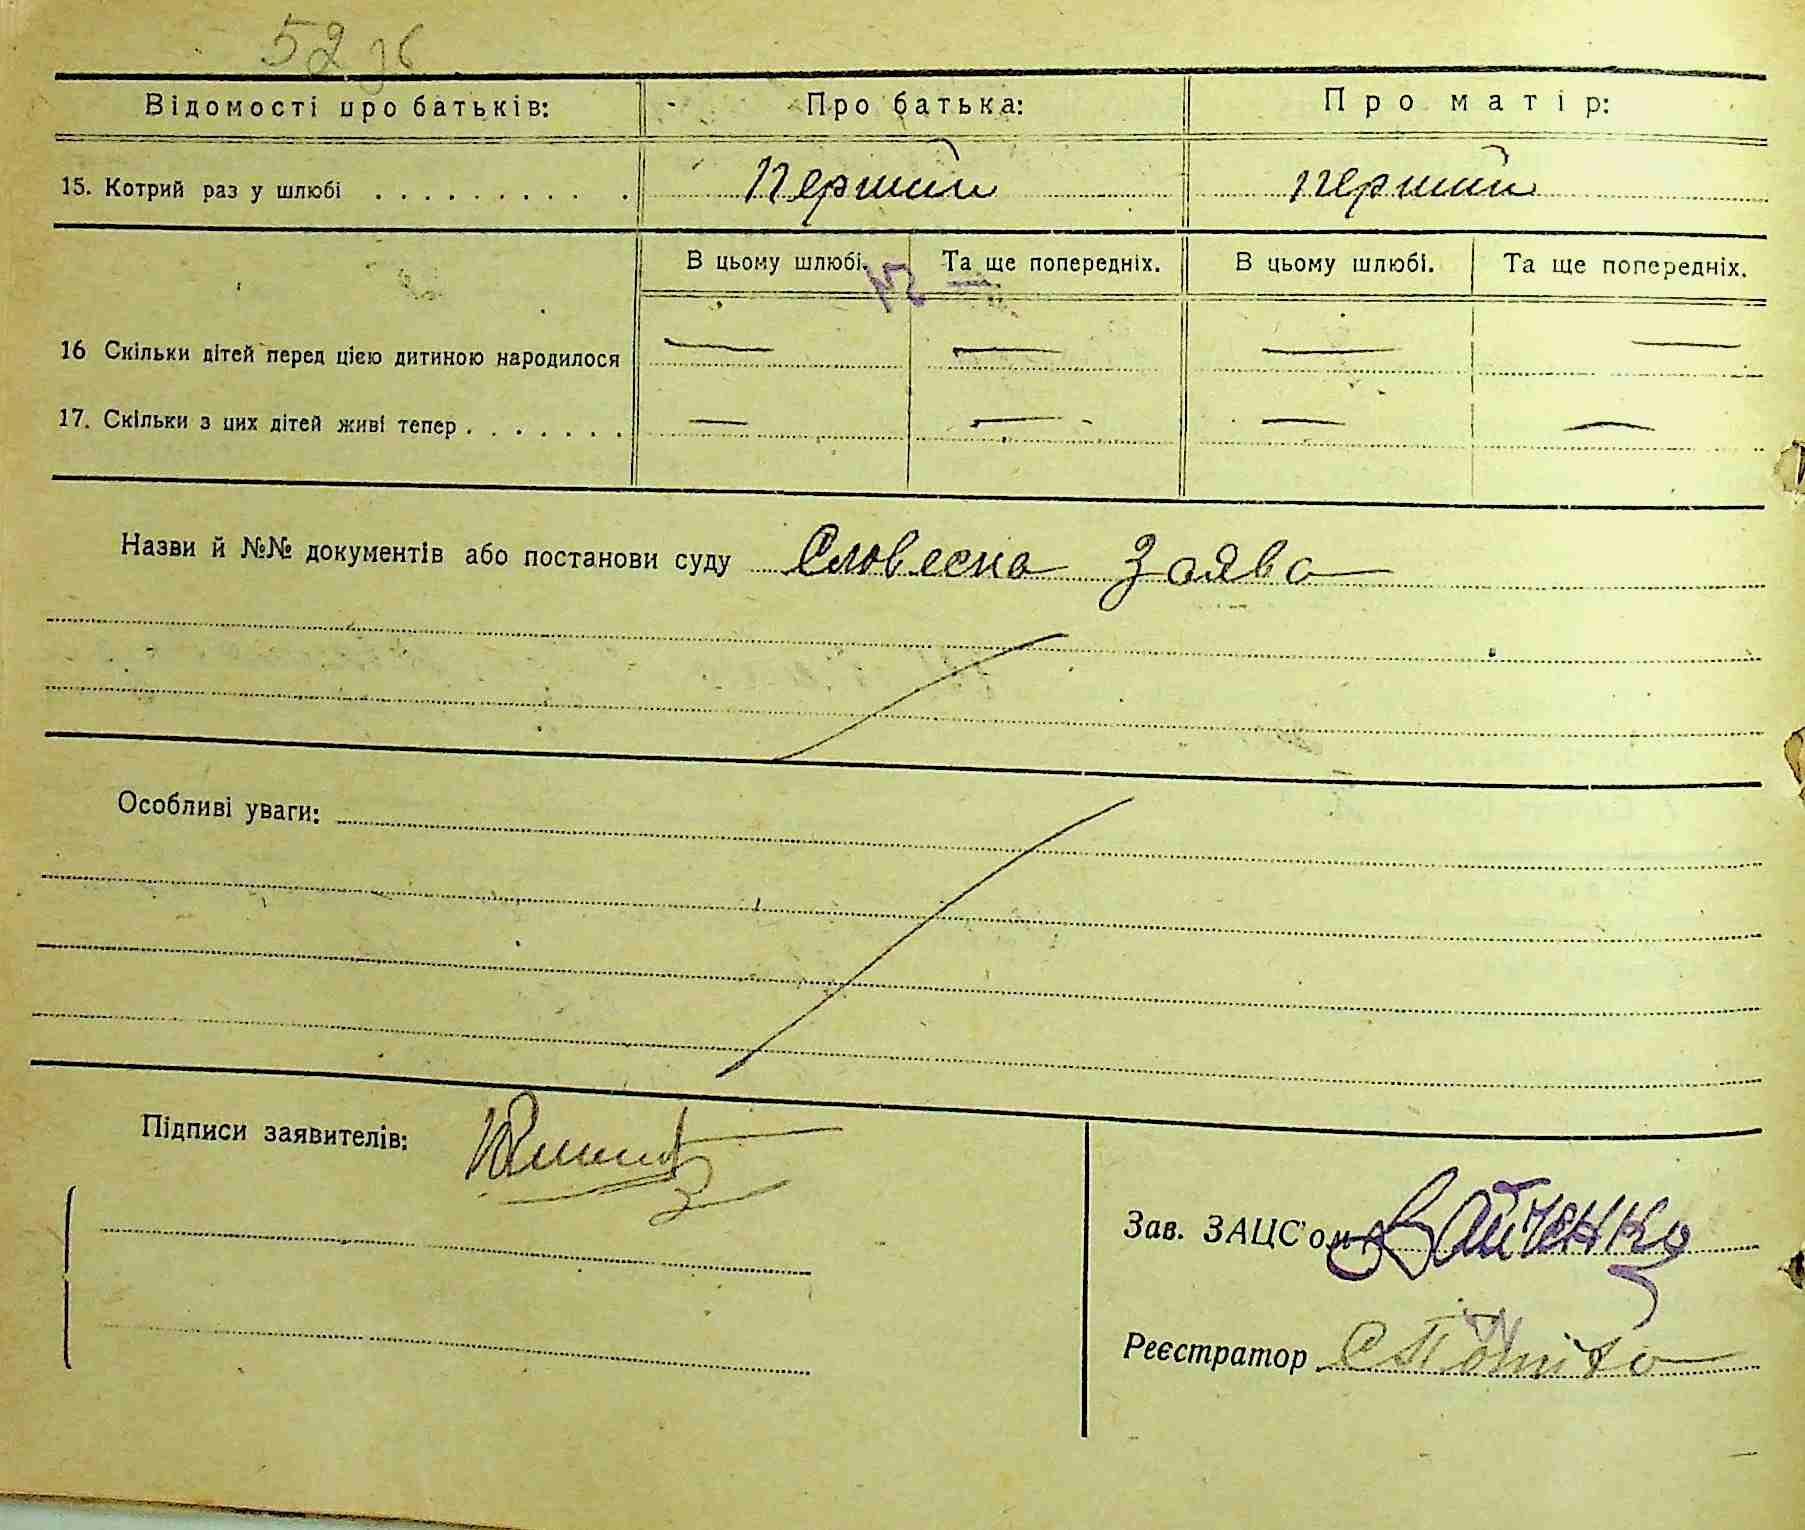 52
Відомості про батьків: Про батька: Про матір:
15. Котрий раз у шлюбі . . . . . . . . . . Перший перший
В цьому шлюбі. Та ще попередніх. В цьому шлюбі. Та ще попередніх.
16 Скільки дітей перед цією дитиною народилося — — — —
17. Скільки з цих дітей живі тепер . . . . . . . — — — —
Назви й №№ документів або постанови суду Словесна Заява
Особливі уваги:
Підписи заявителів:
Зав. ЗАЦС'ом
Реєстратор